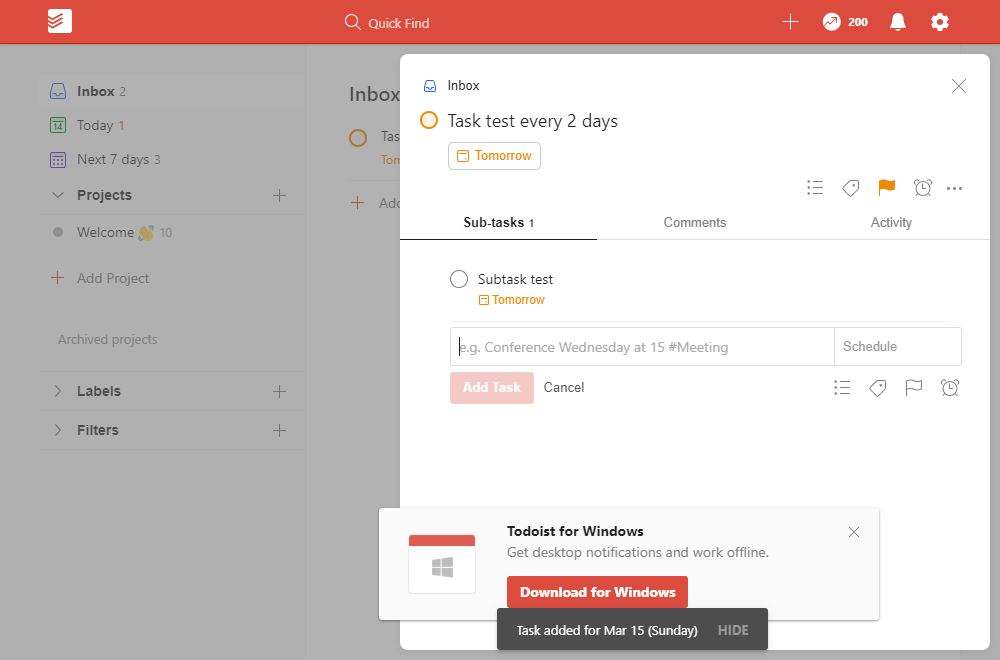 Quick Find
200
Inbox 2
14 Today 1
Next 7 days 3
Projects
Welcome 👋 10
Add Project
Archived projects
Labels
Filters
Inbox
Tas
Tom
Add
Inbox
Task test every 2 days
Tomorrow
Sub-tasks 1
Comments
Activity
Subtask test
Tomorrow
e.g. Conference Wednesday at 15 #Meeting
Schedule
Add Task
Cancel
Todoist for Windows
Get desktop notifications and work offline.
Download for Windows
Task added for Mar 15 (Sunday)
HIDE